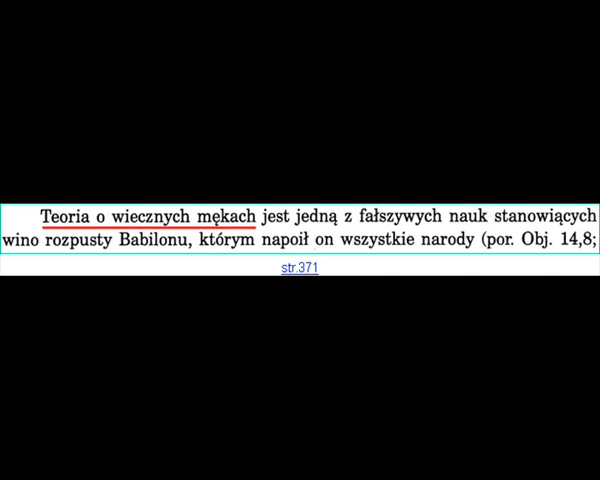 Teoria o wiecznych mękach jest jedną z fałszywych nauk stanowiących
wino rozpusty Babilonu, którym napoił on wszystkie narody (por. Obj. 14,8;
str.371